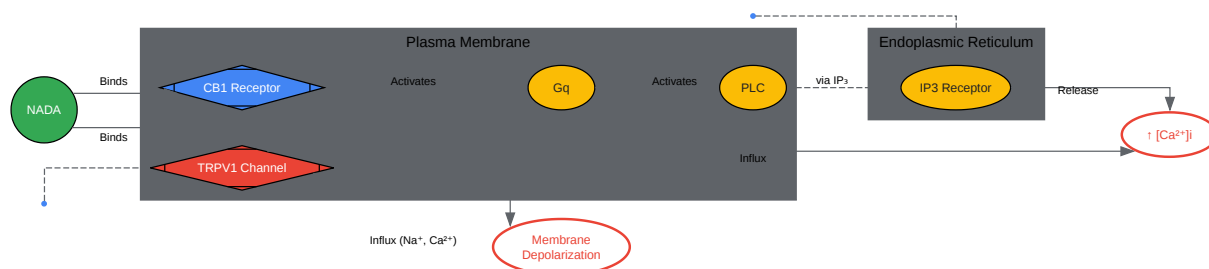 Plasma Membrane
Endoplasmic Reticulum
Binds
CB1 Receptor
Activates
Gq
Activates
PLC
via IP₃
IP3 Receptor
Release
NADA
Binds
↑ [Ca²⁺]i
TRPV1 Channel
Influx
Influx (Na⁺, Ca²⁺)
Membrane
Depolarization